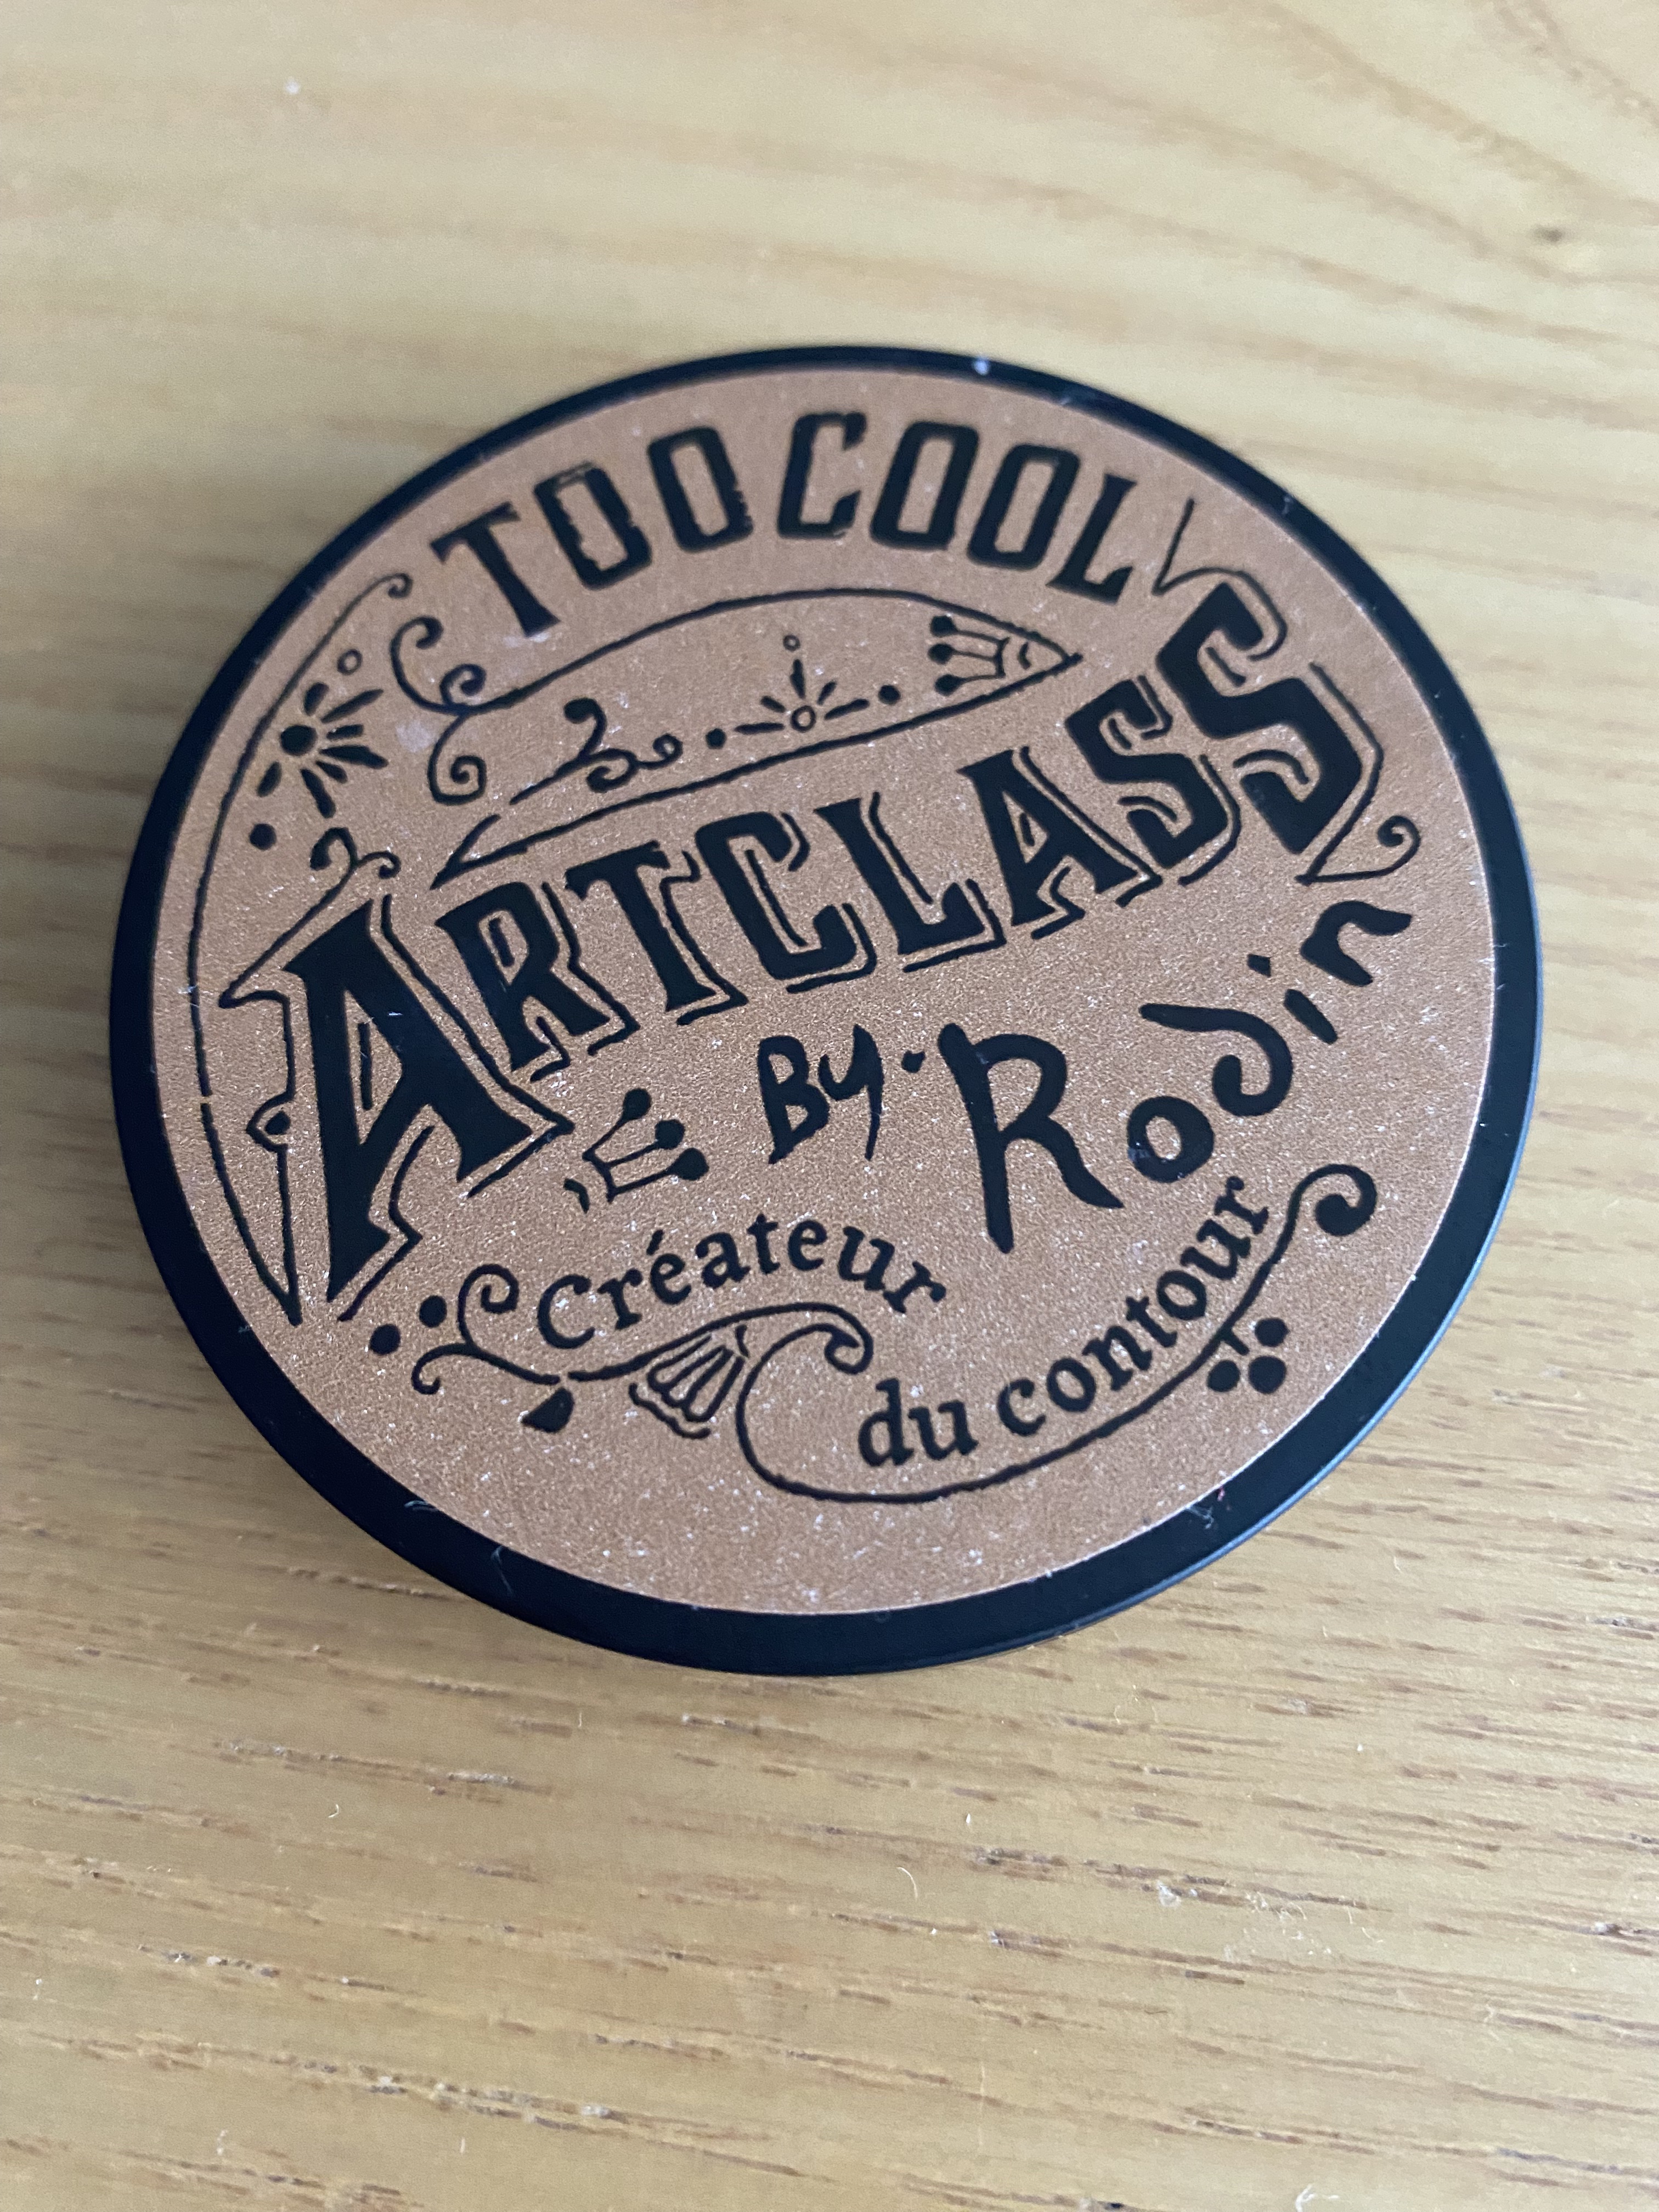 TOO COOL
ARTCLASS
By. Rodin
Créateur
du contour